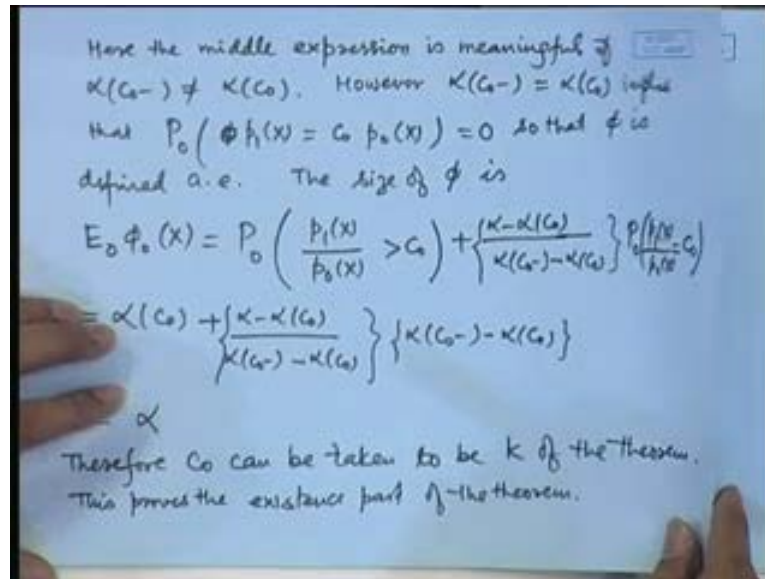 Here the middle expression is meaningful if
α(C₀-) ≠ α(C₀). However α(C₀-) = α(C₀) implies
that P₀( p₁(x) = C₀ p₀(x) ) = 0 so that ϕ is
defined a.e. The size of ϕ is
E₀ ϕ₀(X) = P₀( p₁(X)/p₀(X) > C₀ ) + { (α-α(C₀))/(α(C₀-)-α(C₀)) } P₀( p₁(X)/p₀(X) = C₀ )
= α(C₀) + { (α-α(C₀))/(α(C₀-)-α(C₀)) } { α(C₀-)-α(C₀) }
= α
Therefore C₀ can be taken to be k of the theorem.
This proves the existence part of the theorem.